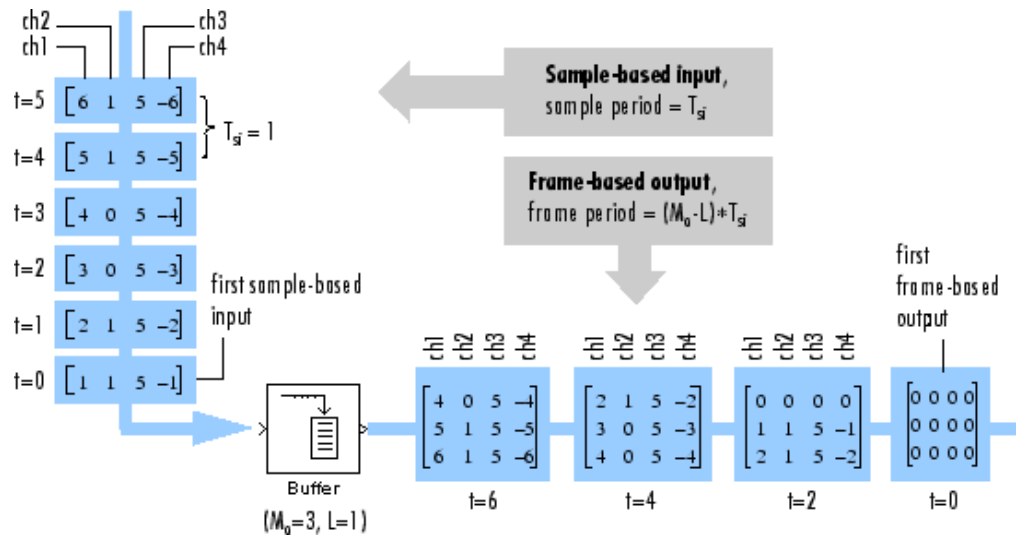 ch2
ch1
ch3
ch4
t=5 [6 1 5 –6]
T_si = 1
t=4 [5 1 5 –5]
t=3 [4 0 5 –4]
t=2 [3 0 5 –3]
t=1 [2 1 5 –2]
t=0 [1 1 5 –1]
first sample-based
input
Sample-based input,
sample period = T_si
Frame-based output,
frame period = (M_o-L)*T_si
first
frame-based
output
Buffer
(M_o=3, L=1)
ch1 ch2 ch3 ch4
4 0 5 –4
5 1 5 –5
6 1 5 –6
t=6
ch1 ch2 ch3 ch4
2 1 5 –2
3 0 5 –3
4 0 5 –4
t=4
ch1 ch2 ch3 ch4
0 0 0 0
1 1 5 –1
2 1 5 –2
t=2
0 0 0 0
0 0 0 0
0 0 0 0
t=0